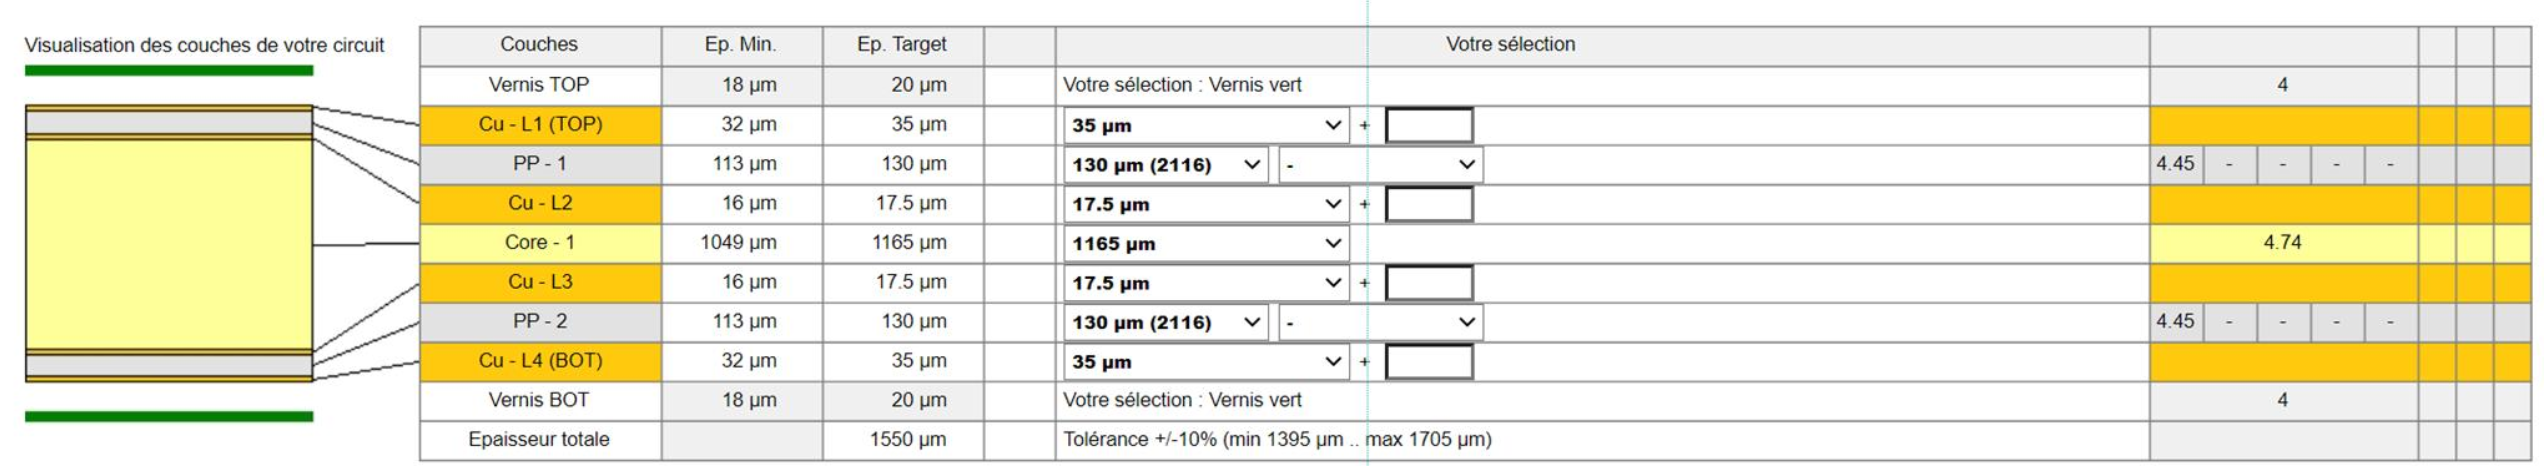 Visualisation des couches de votre circuit
Couches Ep. Min. Ep. Target Votre sélection
Vernis TOP 18 µm 20 µm Votre sélection : Vernis vert 4
Cu - L1 (TOP) 32 µm 35 µm 35 µm +
PP - 1 113 µm 130 µm 130 µm (2116) - 4.45 - - - -
Cu - L2 16 µm 17.5 µm 17.5 µm +
Core - 1 1049 µm 1165 µm 1165 µm 4.74
Cu - L3 16 µm 17.5 µm 17.5 µm +
PP - 2 113 µm 130 µm 130 µm (2116) - 4.45 - - - -
Cu - L4 (BOT) 32 µm 35 µm 35 µm +
Vernis BOT 18 µm 20 µm Votre sélection : Vernis vert 4
Epaisseur totale 1550 µm Tolérance +/-10% (min 1395 µm .. max 1705 µm)